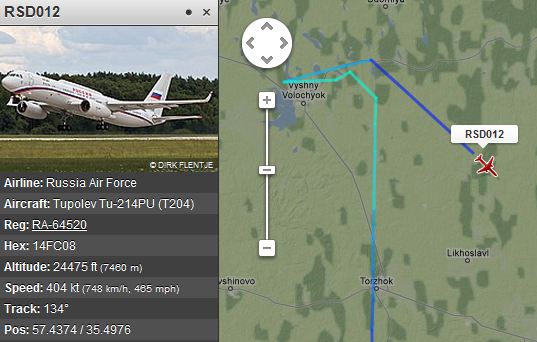 RSD012
РОССИЯ
© DIRK FLENTJE
Airline: Russia Air Force
Aircraft: Tupolev Tu-214PU (T204)
Reg: RA-64520
Hex: 14FC08
Altitude: 24475 ft (7460 m)
Speed: 404 kt (748 km/h, 465 mph)
Track: 134°
Pos: 57.4374 / 35.4976
Vyshny
Volochyok
RSD012
Likhoslavl
vshinovo
Torzhok